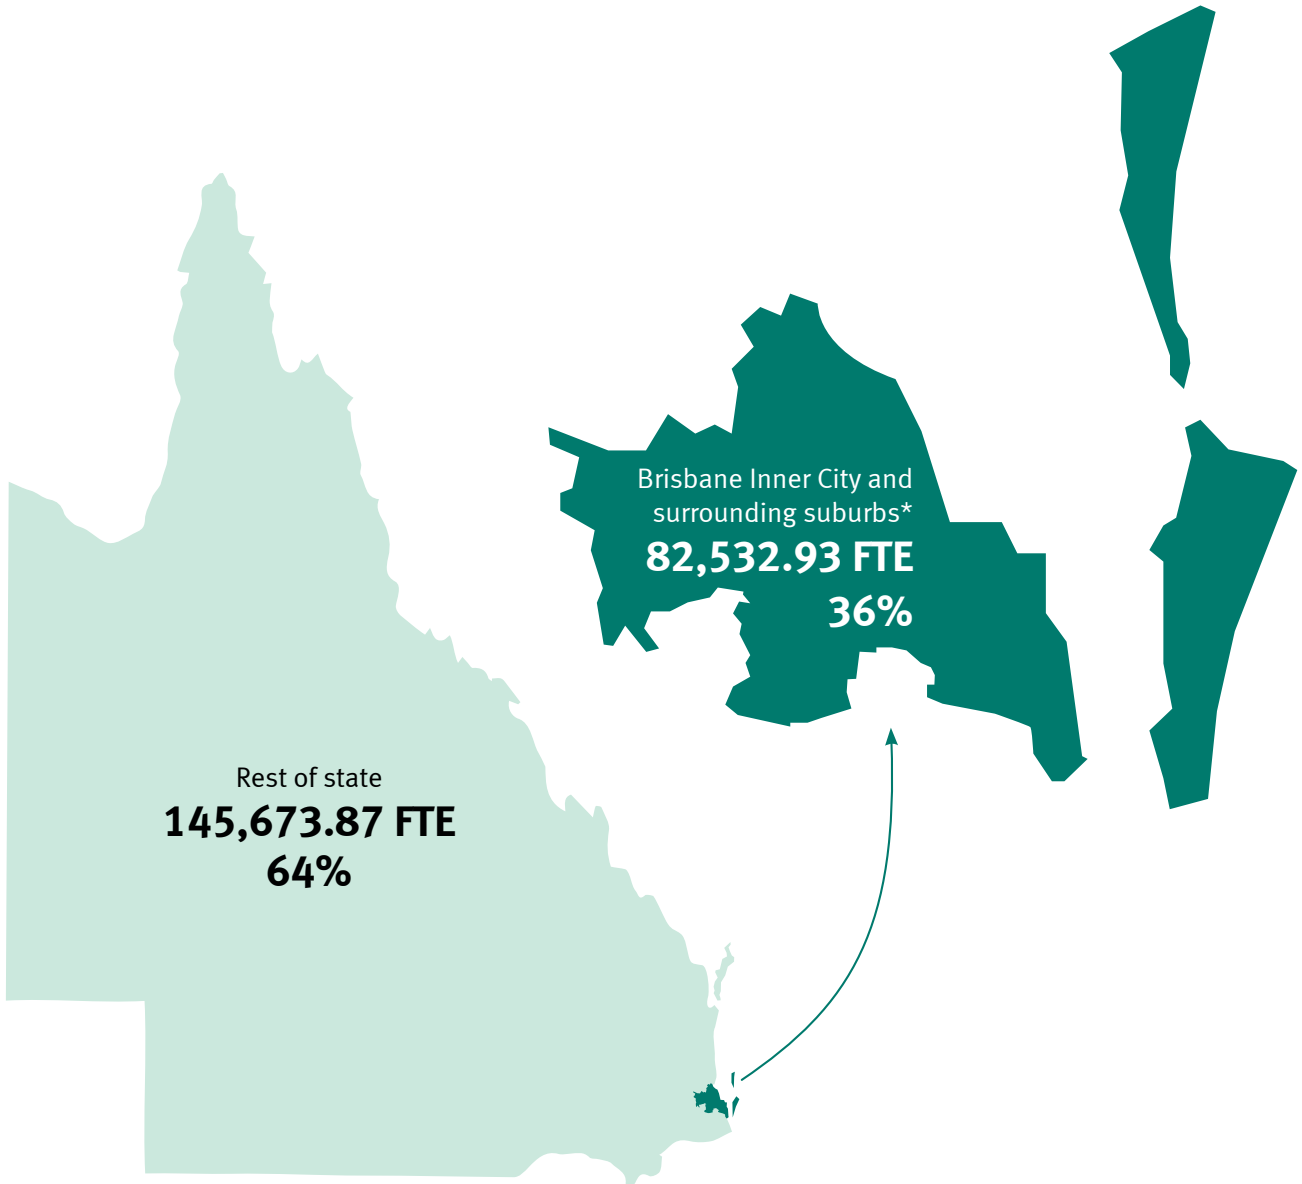 Brisbane Inner City and
surrounding suburbs*
82,532.93 FTE
36%
Rest of state
145,673.87 FTE
64%